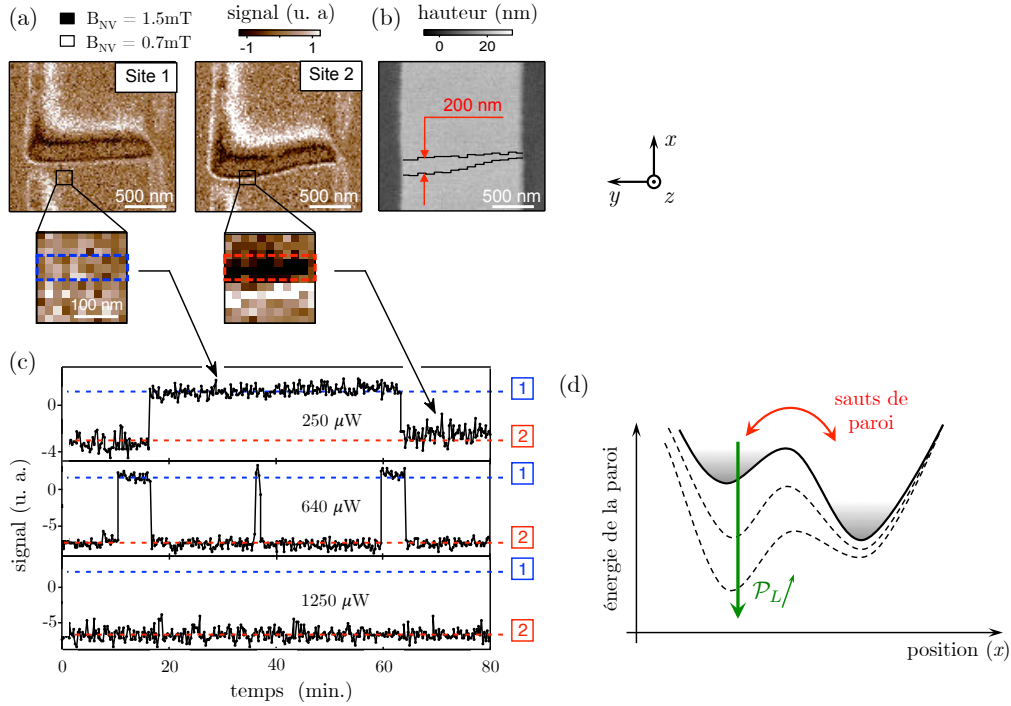 (a)
B_NV = 1.5mT
B_NV = 0.7mT
signal (u. a)
-1 1
(b)
hauteur (nm)
0 20
Site 1
Site 2
200 nm
500 nm
500 nm
500 nm
x
y
z
100 nm
(c)
signal (u. a.)
0
-4
250 μW
1
2
0
-5
640 μW
1
2
0
-5
1250 μW
1
2
0 20 40 60 80
temps (min.)
(d)
sauts de
paroi
énergie de la paroi
𝒫_L
position (x)